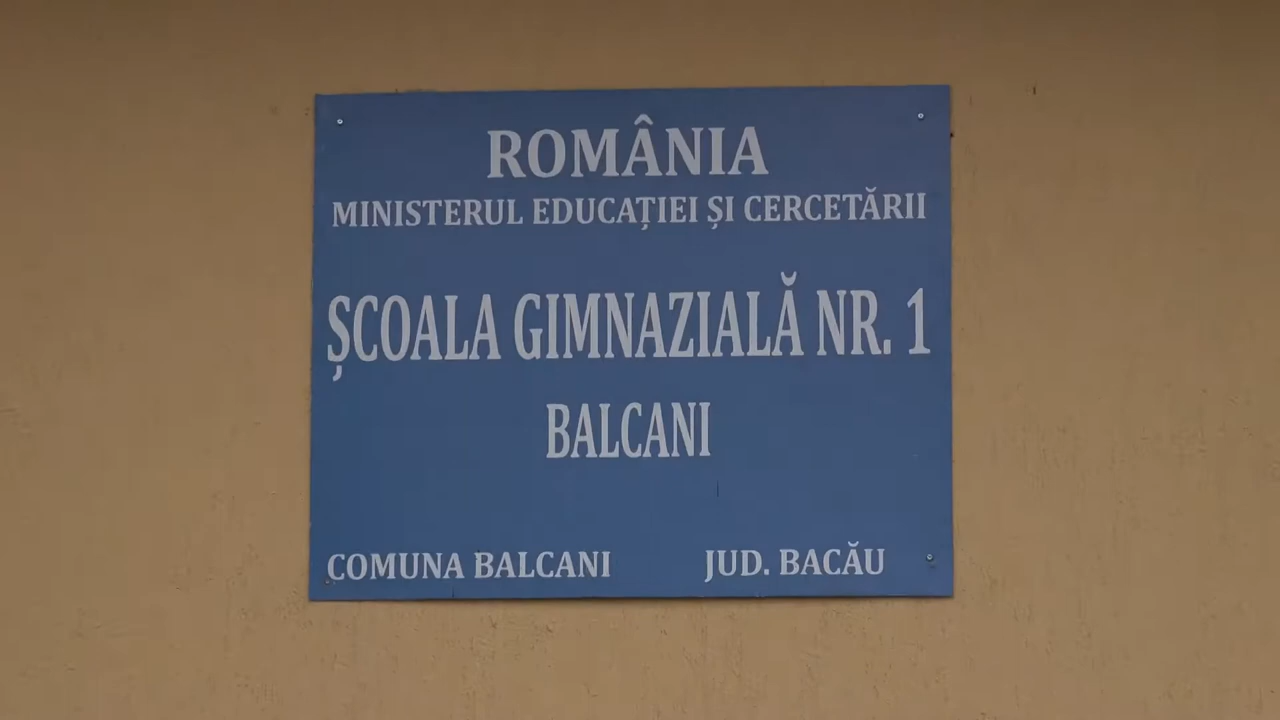 ROMÂNIA
MINISTERUL EDUCAȚIEI ȘI CERCETĂRII
ȘCOALA GIMNAZIALĂ NR. 1
BALCANI
COMUNA BALCANI JUD. BACĂU